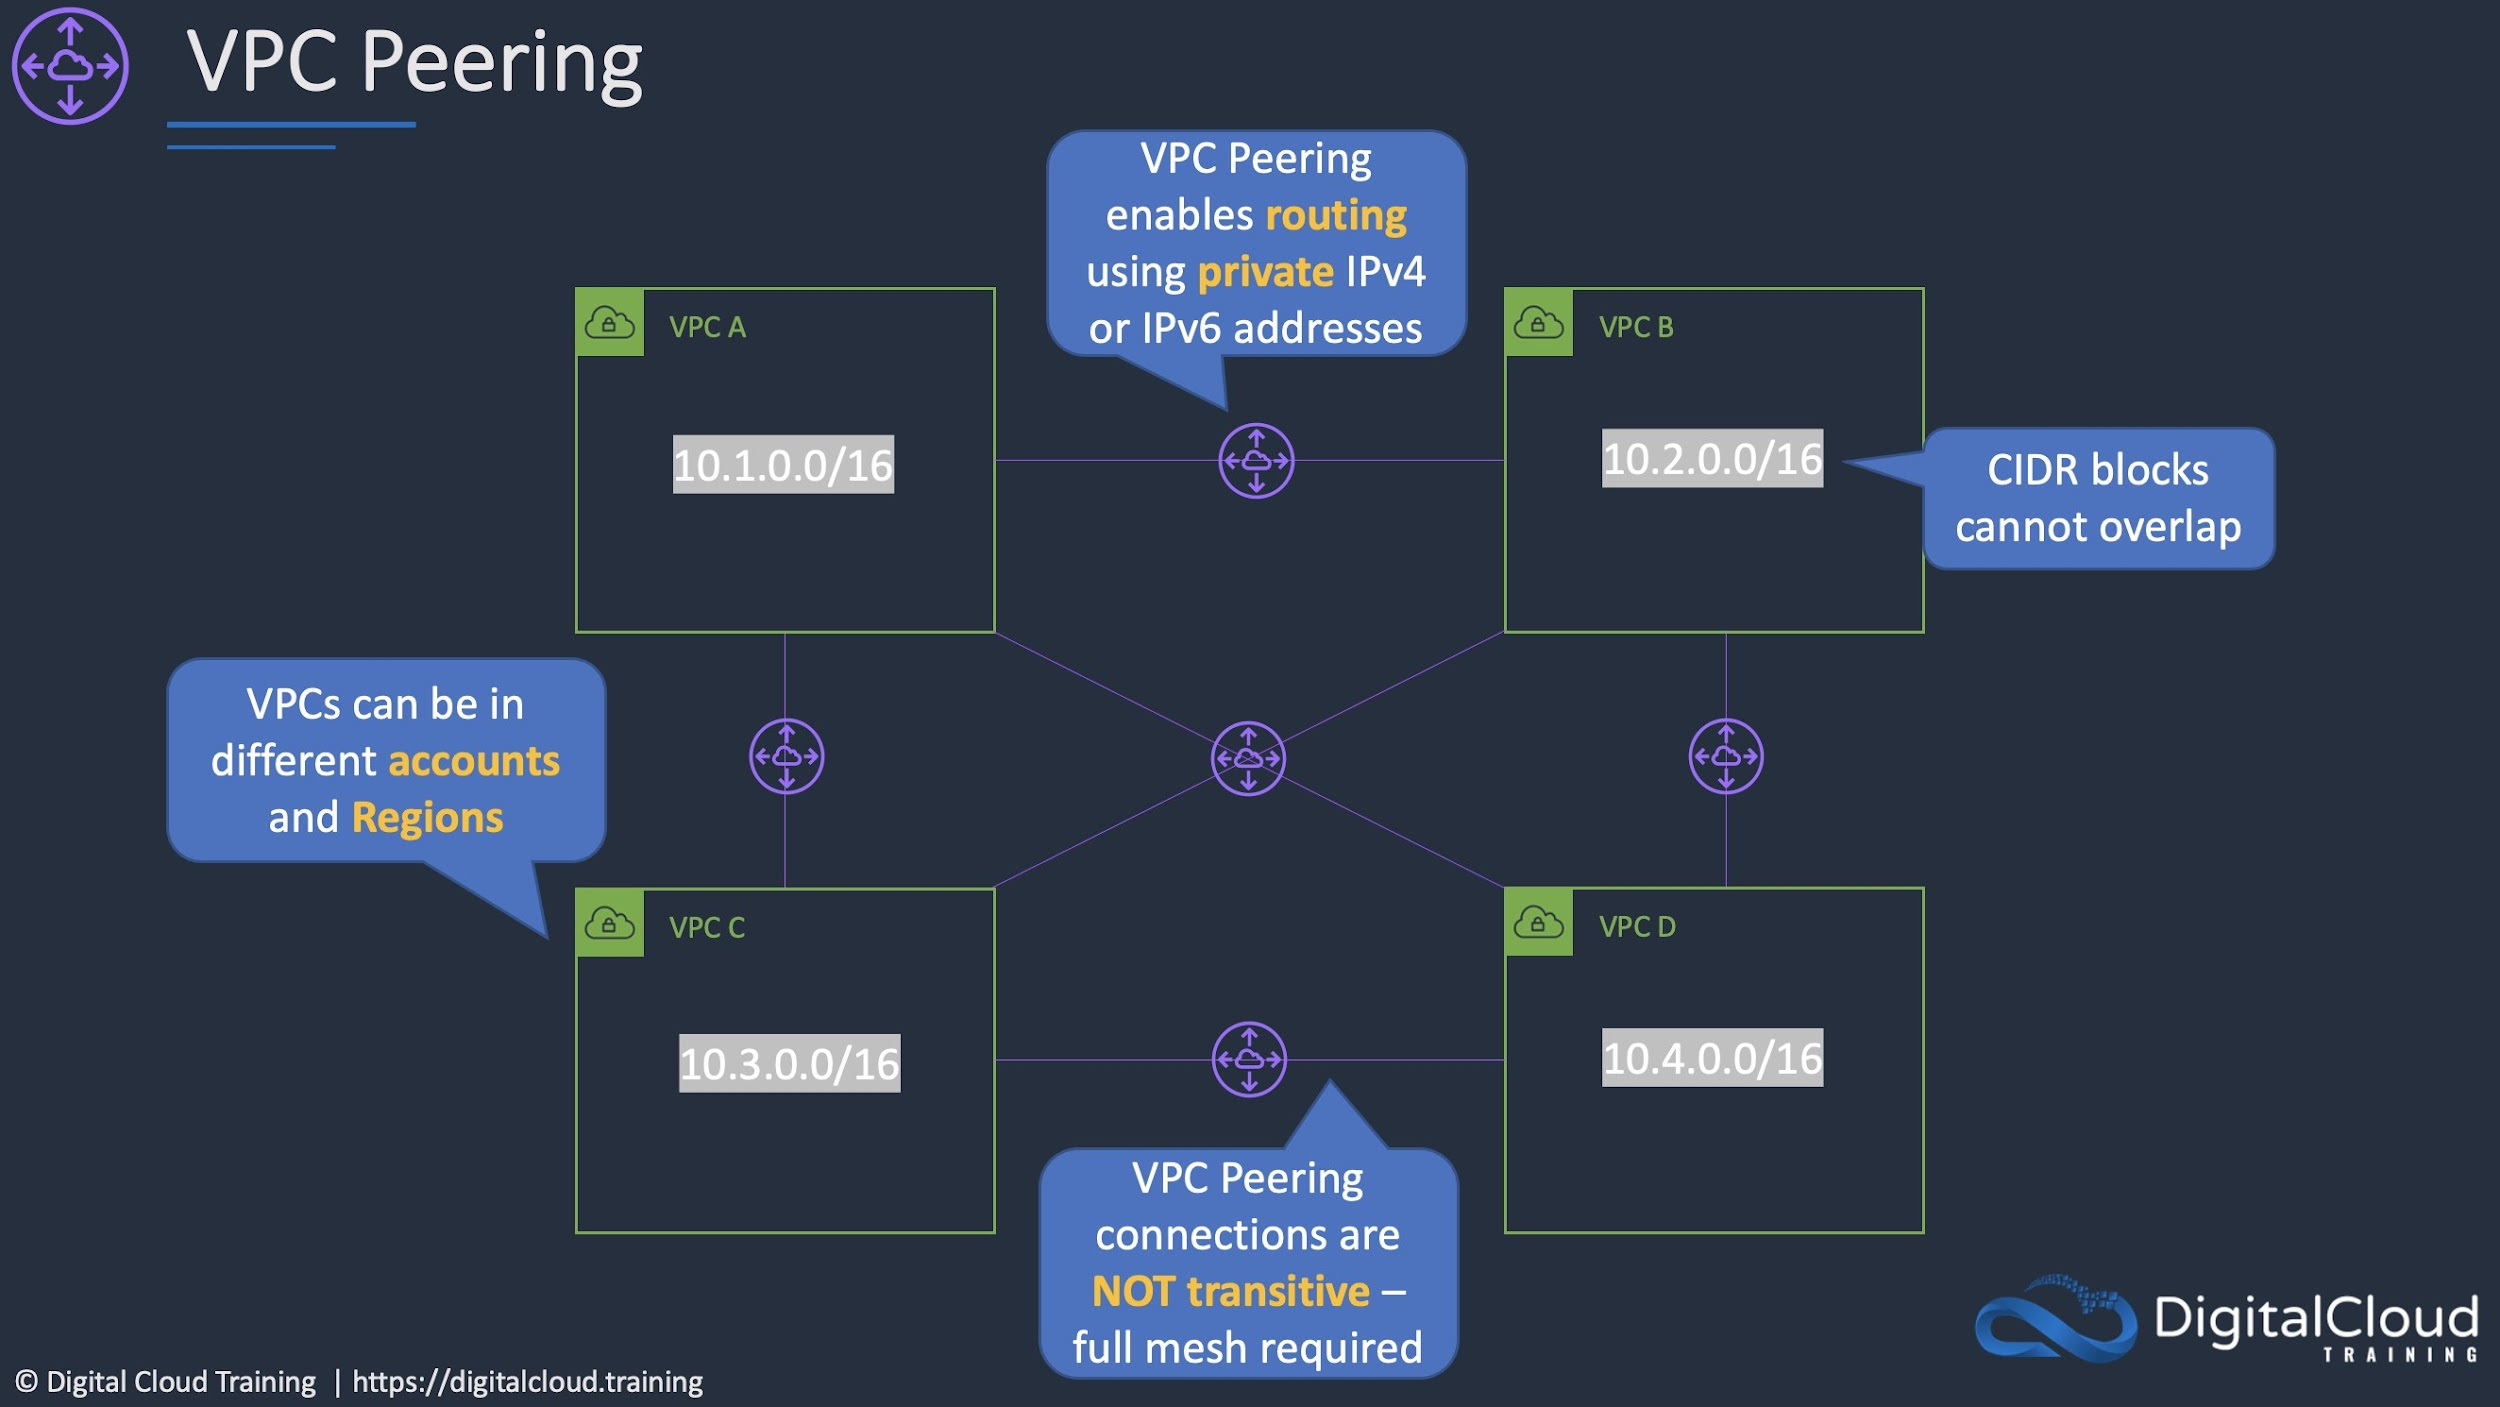 VPC Peering
VPC Peering
enables routing
using private IPv4
or IPv6 addresses
VPC A
VPC B
10.1.0.0/16
10.2.0.0/16
CIDR blocks
cannot overlap
VPCs can be in
different accounts
and Regions
VPC C
VPC D
10.3.0.0/16
10.4.0.0/16
VPC Peering
connections are
NOT transitive –
full mesh required
DigitalCloud
TRAINING
© Digital Cloud Training | https://digitalcloud.training